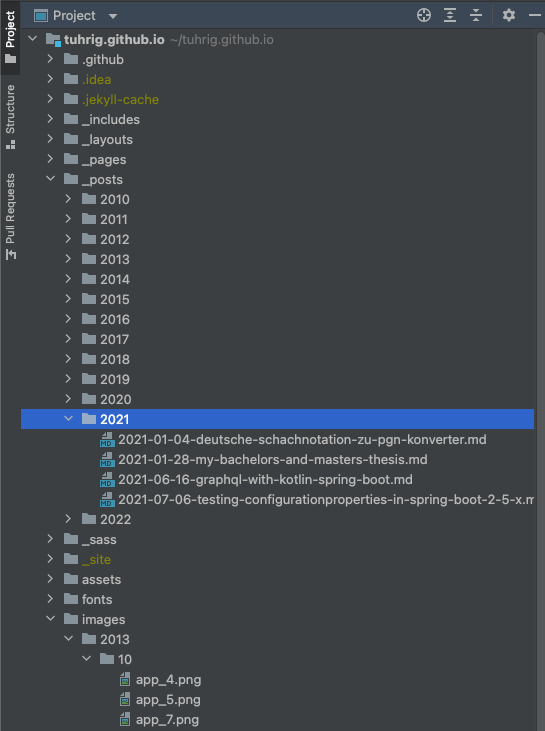 Project
Project
Structure
Pull Requests
tuhrig.github.io ~/tuhrig.github.io
.github
.idea
.jekyll-cache
_includes
_layouts
_pages
_posts
2010
2011
2012
2013
2014
2015
2016
2017
2018
2019
2020
2021
MD 2021-01-04-deutsche-schachnotation-zu-pgn-konverter.md
MD 2021-01-28-my-bachelors-and-masters-thesis.md
MD 2021-06-16-graphql-with-kotlin-spring-boot.md
MD 2021-07-06-testing-configurationproperties-in-spring-boot-2-5-x.m
2022
_sass
_site
assets
fonts
images
2013
10
app_4.png
app_5.png
app_7.png